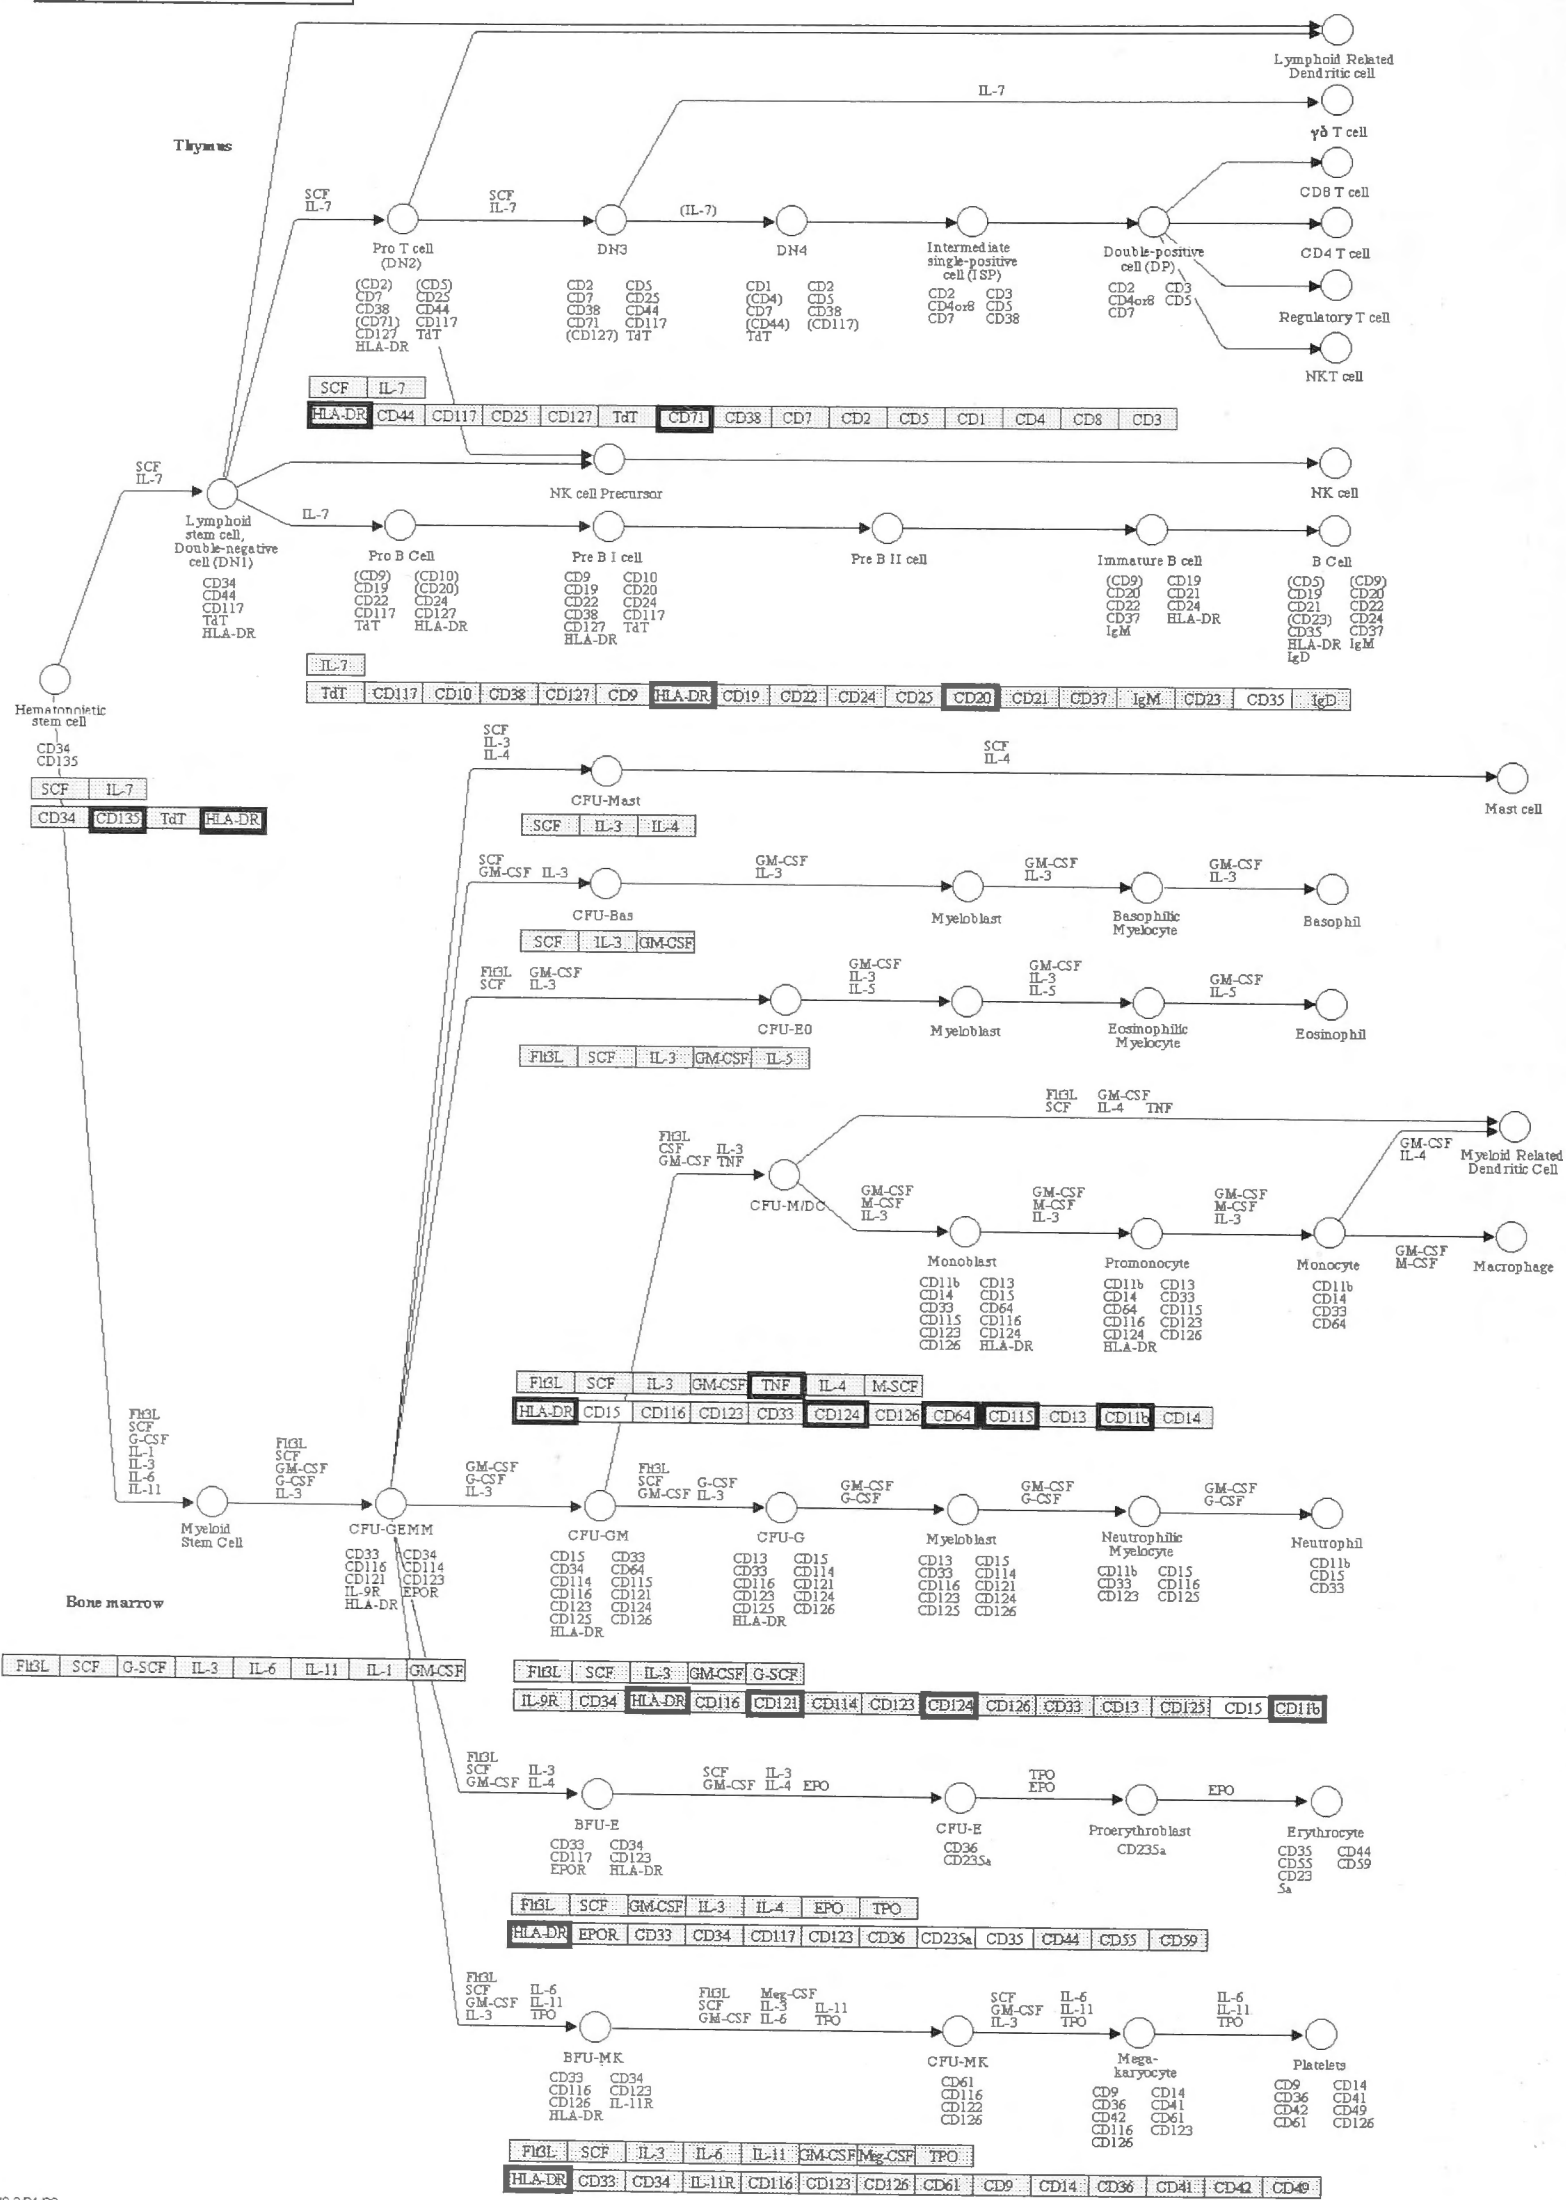 Lymphoid Related
Dendritic cell
IL-7
γδ T cell
Thymus
CD8 T cell
SCF
IL-7
SCF
IL-7
(IL-7)
Pro T cell
(DN2)
DN3
DN4
Intermediate
single-positive
cell (ISP)
Double-positive
cell (DP)
CD4 T cell
(CD2) (CD5)
CD7 CD25
CD38 CD44
(CD71) CD117
CD127 TdT
HLA-DR
CD2 CD5
CD7 CD25
CD38 CD44
CD71 CD117
(CD127) TdT
CD1 CD2
(CD4) CD5
CD7 CD38
(CD44) (CD117)
TdT
CD2 CD3
CD4or8 CD5
CD7 CD38
CD2 CD3
CD4or8 CD5
CD7
Regulatory T cell
NKT cell
SCF IL-7
HLA-DR CD44 CD117 CD25 CD127 TdT CD71 CD38 CD7 CD2 CD5 CD1 CD4 CD8 CD3
SCF
IL-7
NK cell Precursor
NK cell
Lymphoid
stem cell,
Double-negative
cell (DN1)
CD34
CD44
CD117
TdT
HLA-DR
IL-7
Pro B Cell
Pre B I cell
Pre B II cell
Immature B cell
B Cell
(CD9) (CD10)
CD19 (CD20)
CD22 CD24
CD117 CD127
TdT HLA-DR
CD9 CD10
CD19 CD20
CD22 CD24
CD38 CD117
CD127 TdT
HLA-DR
(CD9) CD19
CD20 CD21
CD22 CD24
CD37 HLA-DR
IgM
(CD5) (CD9)
CD19 CD20
CD21 CD22
(CD23) CD24
CD35 CD37
HLA-DR IgM
IgD
IL-7
TdT CD117 CD10 CD38 CD127 CD9 HLA-DR CD19 CD22 CD24 CD25 CD20 CD21 CD37 IgM CD23 CD35 IgD
Hematopoietic
stem cell
CD34
CD135
SCF IL-7
CD34 CD135 TdT HLA-DR
SCF
IL-3
IL-4
SCF
IL-4
CFU-Mast
Mast cell
SCF IL-3 IL-4
SCF
GM-CSF IL-3
GM-CSF
IL-3
GM-CSF
IL-3
GM-CSF
IL-3
CFU-Bas
Myeloblast
Basophilic
Myelocyte
Basophil
SCF IL-3 GM-CSF
Flt3L GM-CSF
SCF IL-3
GM-CSF
IL-3
IL-5
GM-CSF
IL-3
IL-5
GM-CSF
IL-5
CFU-E0
Myeloblast
Eosinophilic
Myelocyte
Eosinophil
Flt3L SCF IL-3 GM-CSF IL-5
Flt3L GM-CSF
SCF IL-4 TNF
Flt3L
CSF IL-3
GM-CSF TNF
GM-CSF
IL-4
Myeloid Related
Dendritic Cell
CFU-M/DC
GM-CSF
M-CSF
IL-3
GM-CSF
M-CSF
IL-3
GM-CSF
M-CSF
IL-3
GM-CSF
M-CSF
Monoblast
Promonocyte
Monocyte
Macrophage
CD11b CD13
CD14 CD15
CD33 CD64
CD115 CD116
CD123 CD124
CD126 HLA-DR
CD11b CD13
CD14 CD33
CD64 CD115
CD116 CD123
CD124 CD126
HLA-DR
CD11b
CD14
CD33
CD64
Flt3L SCF IL-3 GM-CSF TNF IL-4 M-SCF
HLA-DR CD15 CD116 CD123 CD33 CD124 CD126 CD64 CD115 CD13 CD11b CD14
Flt3L
SCF
G-CSF
IL-1
IL-3
IL-6
IL-11
Flt3L
SCF
GM-CSF
G-CSF
IL-3
GM-CSF
G-CSF
IL-3
Flt3L
SCF G-CSF
GM-CSF IL-3
GM-CSF
G-CSF
GM-CSF
G-CSF
GM-CSF
G-CSF
Myeloid
Stem Cell
CFU-GEMM
CFU-GM
CFU-G
Myeloblast
Neutrophilic
Myelocyte
Neutrophil
CD33 CD34
CD116 CD114
CD121 CD123
IL-9R EPOR
HLA-DR
CD15 CD33
CD34 CD64
CD114 CD115
CD116 CD121
CD123 CD124
CD125 CD126
HLA-DR
CD13 CD15
CD33 CD114
CD116 CD121
CD123 CD124
CD125 CD126
HLA-DR
CD13 CD15
CD33 CD114
CD116 CD121
CD123 CD124
CD125 CD126
CD11b CD15
CD33 CD116
CD123 CD125
CD11b
CD15
CD33
Bone marrow
Flt3L SCF G-SCF IL-3 IL-6 IL-11 IL-1 GM-CSF
Flt3L SCF IL-3 GM-CSF G-SCF
IL-9R CD34 HLA-DR CD116 CD121 CD114 CD123 CD124 CD126 CD33 CD13 CD125 CD15 CD11b
Flt3L
SCF IL-3
GM-CSF IL-4
SCF IL-3
GM-CSF IL-4 EPO
TPO
EPO
EPO
BFU-E
CFU-E
Proerythroblast
Erythrocyte
CD33 CD34
CD117 CD123
EPOR HLA-DR
CD36
CD235a
CD235a
CD35 CD44
CD55 CD59
CD23
5a
Flt3L SCF GM-CSF IL-3 IL-4 EPO TPO
HLA-DR EPOR CD33 CD34 CD117 CD123 CD36 CD235a CD35 CD44 CD55 CD59
Flt3L
SCF IL-6
GM-CSF IL-11
IL-3 TPO
Flt3L Meg-CSF
SCF IL-3 IL-11
GM-CSF IL-6 TPO
SCF IL-6
GM-CSF IL-11
IL-3 TPO
IL-6
IL-11
TPO
BFU-MK
CFU-MK
Mega-
karyocyte
Platelets
CD33 CD34
CD116 CD123
CD126 IL-11R
HLA-DR
CD61
CD116
CD122
CD126
CD9 CD14
CD36 CD41
CD42 CD61
CD116 CD123
CD126
CD9 CD14
CD36 CD41
CD42 CD49
CD61 CD126
Flt3L SCF IL-3 IL-6 IL-11 GM-CSF Meg-CSF TPO
HLA-DR CD33 CD34 IL-11R CD116 CD123 CD126 CD61 CD9 CD14 CD36 CD41 CD42 CD49